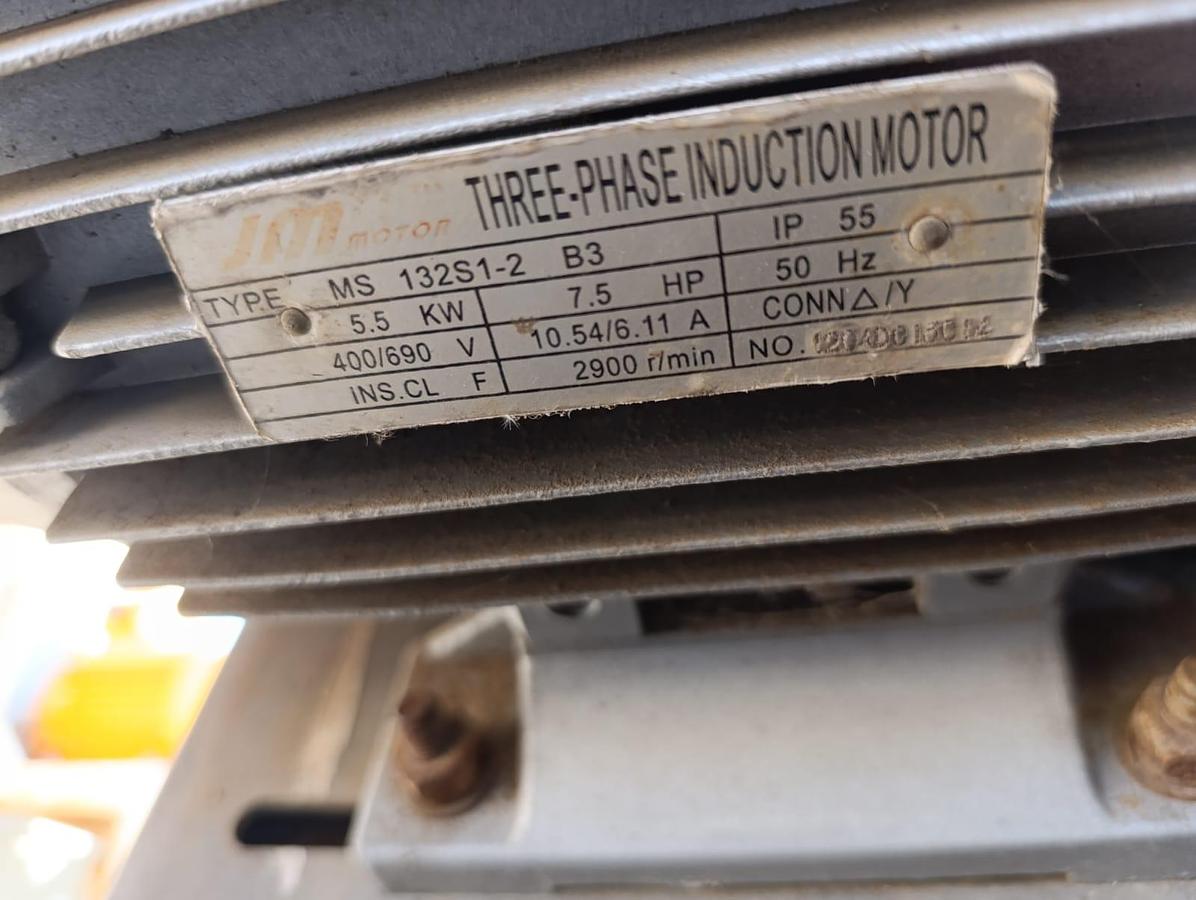 JM MOTOR THREE-PHASE INDUCTION MOTOR
TYPE MS 132S1-2 B3 IP 55
5.5 KW 7.5 HP 50 Hz
400/690 V 10.54/6.11 A CONN△/Y
INS.CL F 2900 r/min NO.